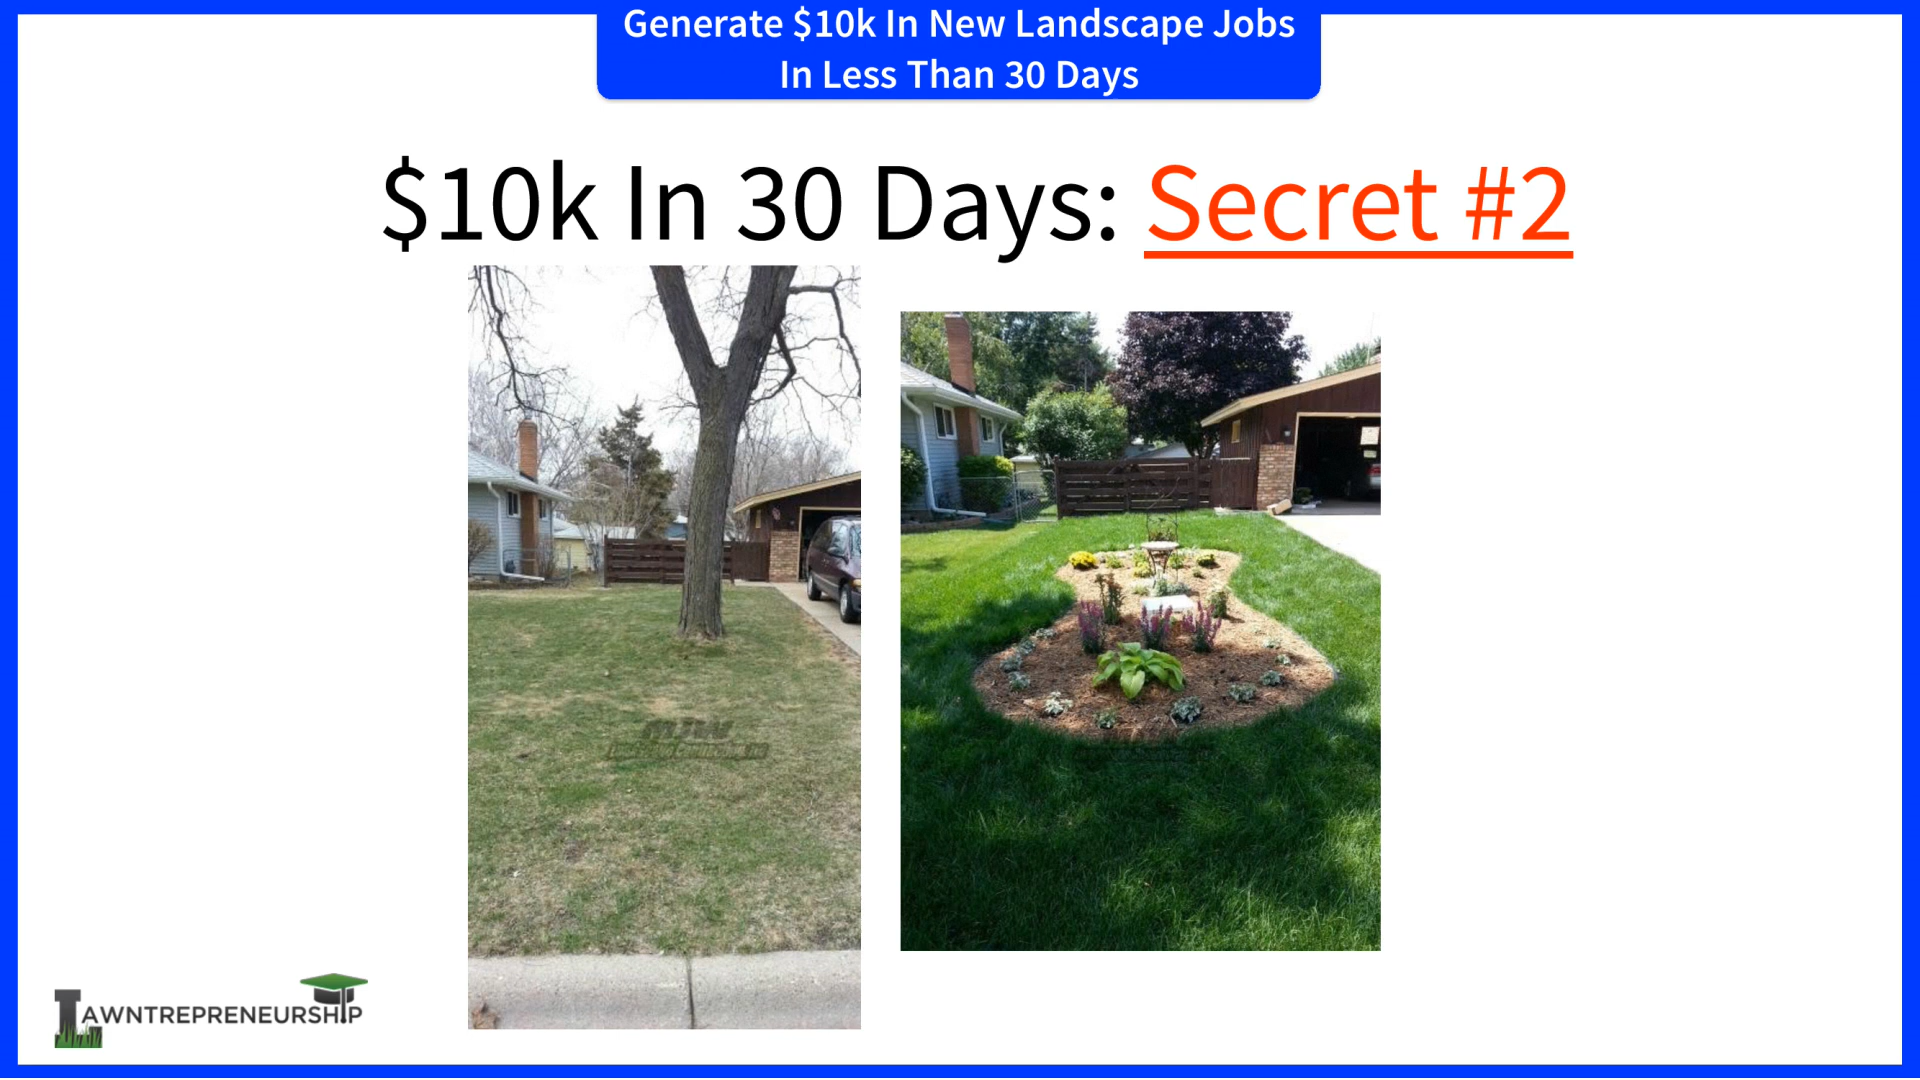 Generate $10k In New Landscape Jobs
In Less Than 30 Days
$10k In 30 Days: Secret #2
LAWNTREPRENEURSHIP